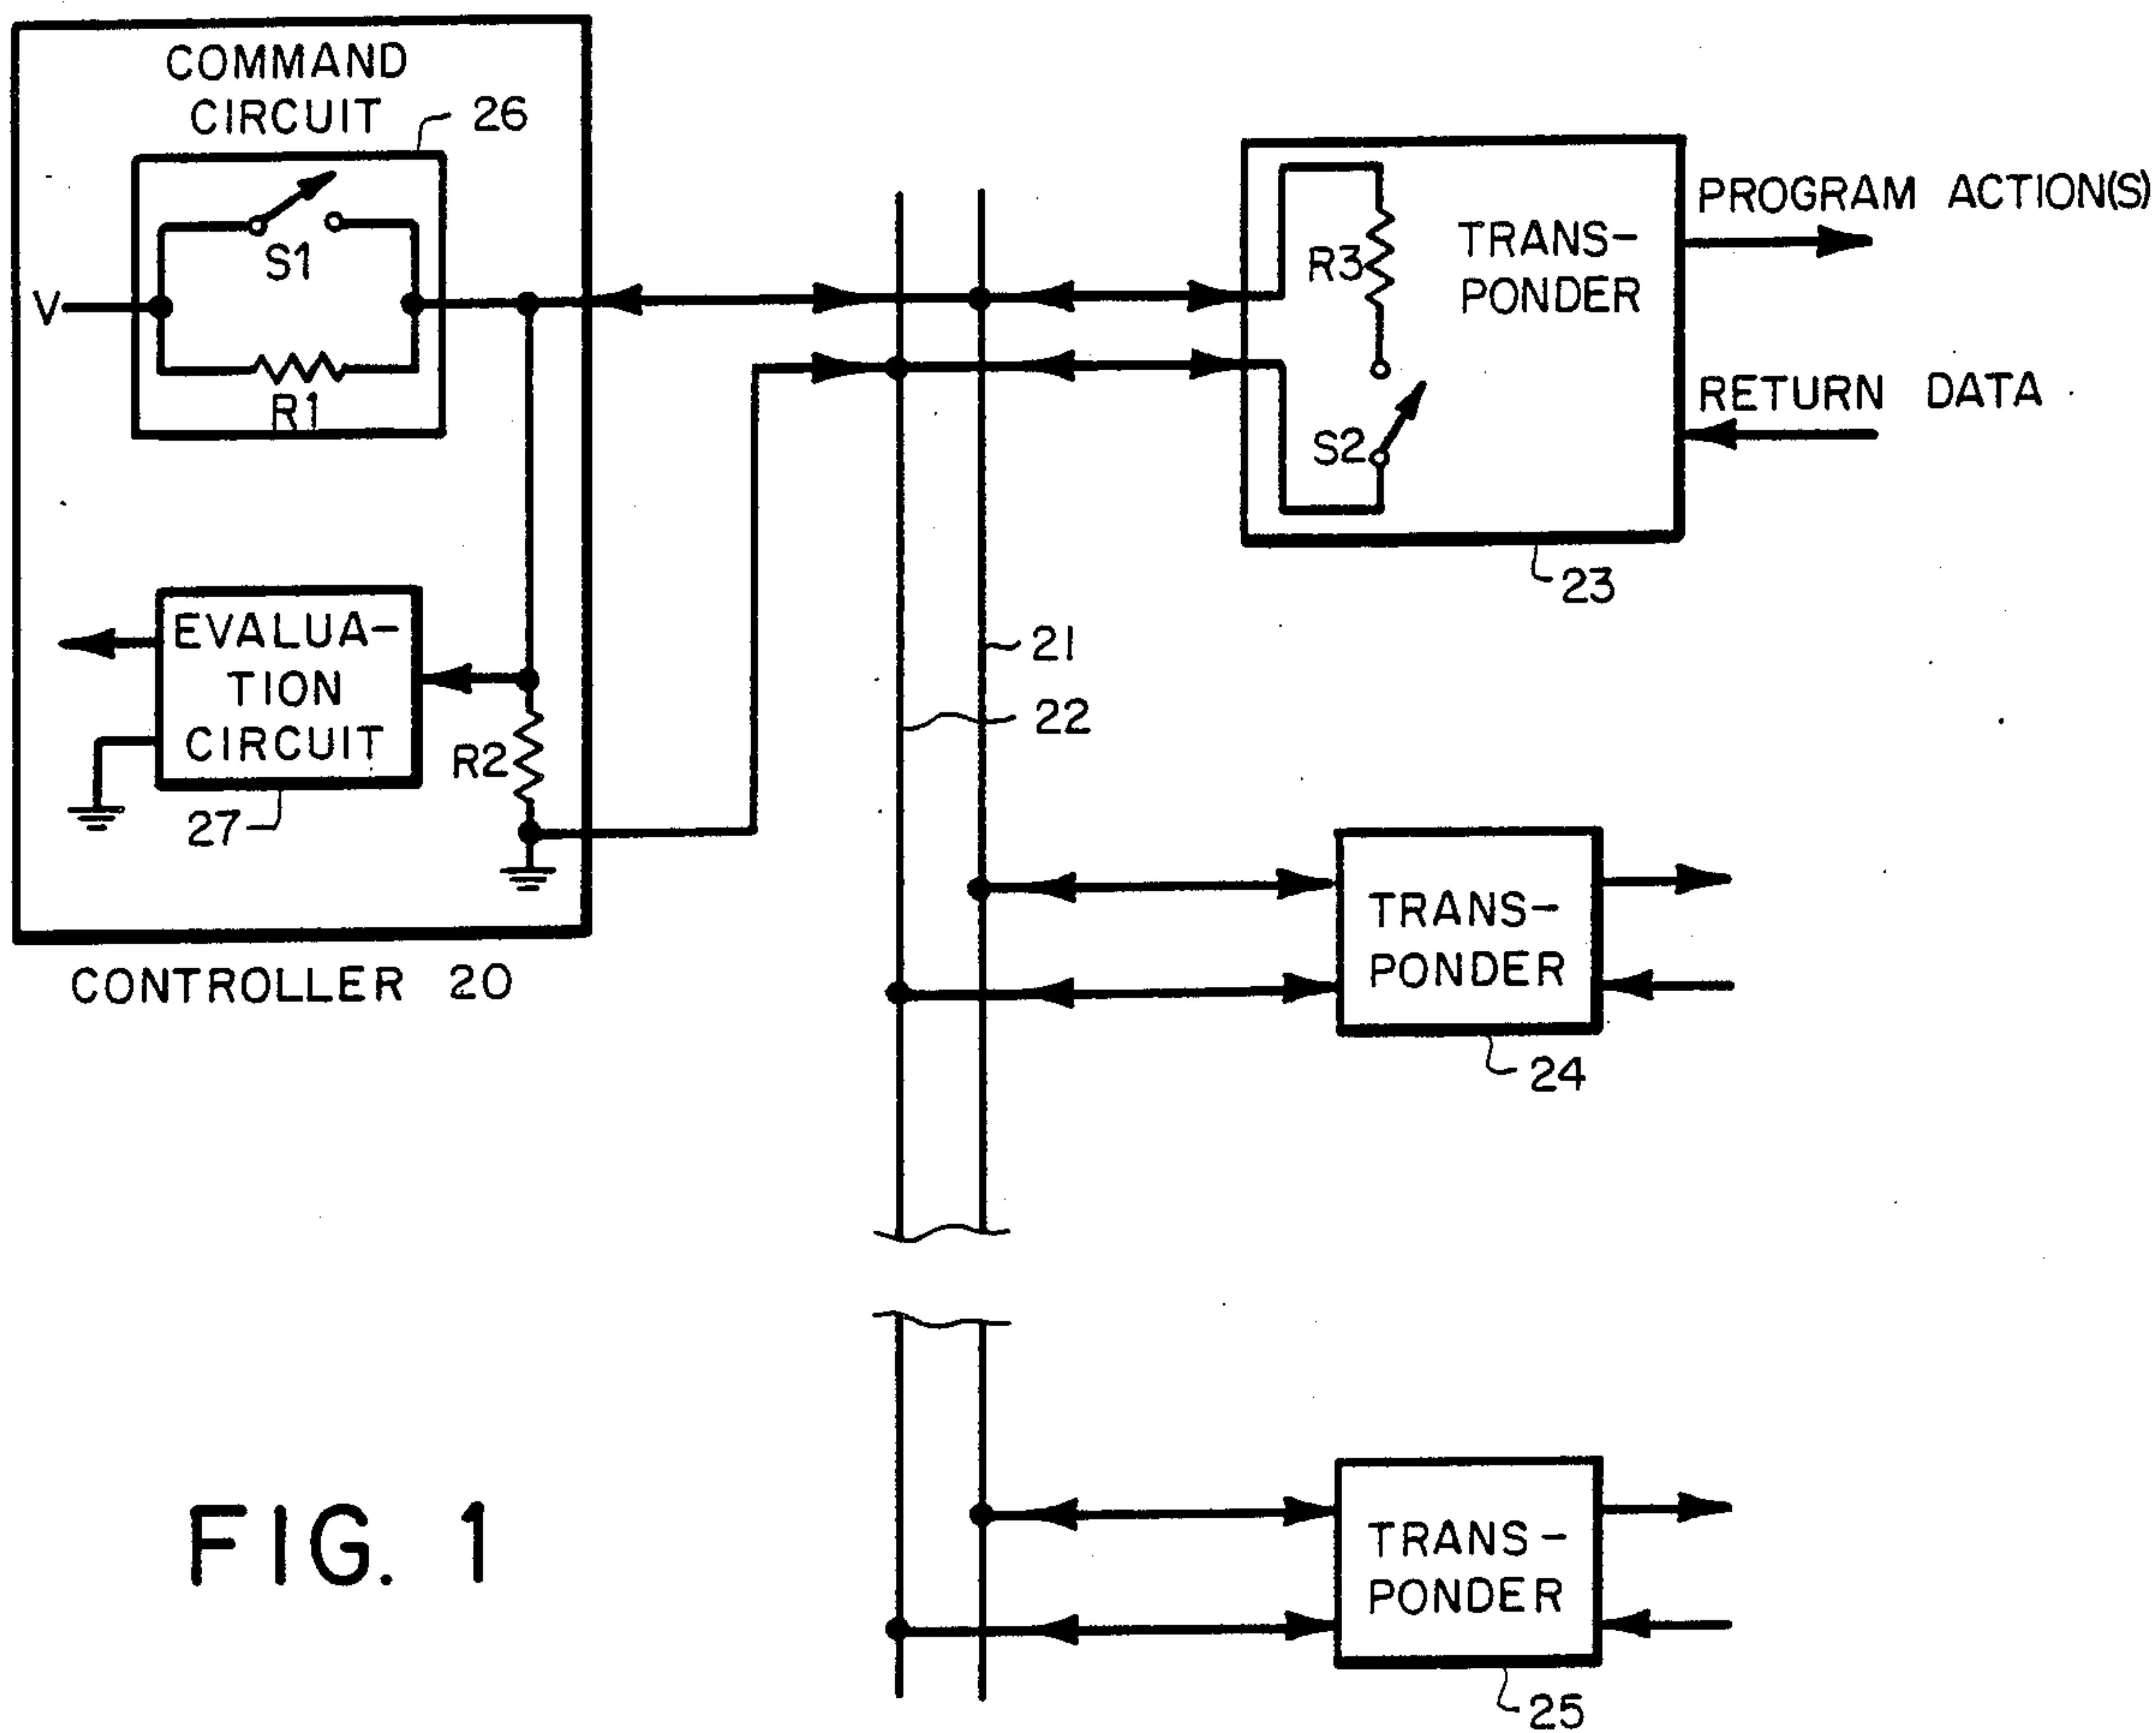 COMMAND
CIRCUIT
26
S1
V
R1
EVALUA-
TION
CIRCUIT
27
R2
CONTROLLER 20
21
22
R3
S2
TRANS-
PONDER
23
PROGRAM ACTION(S)
RETURN DATA
TRANS-
PONDER
24
TRANS-
PONDER
25
FIG. 1